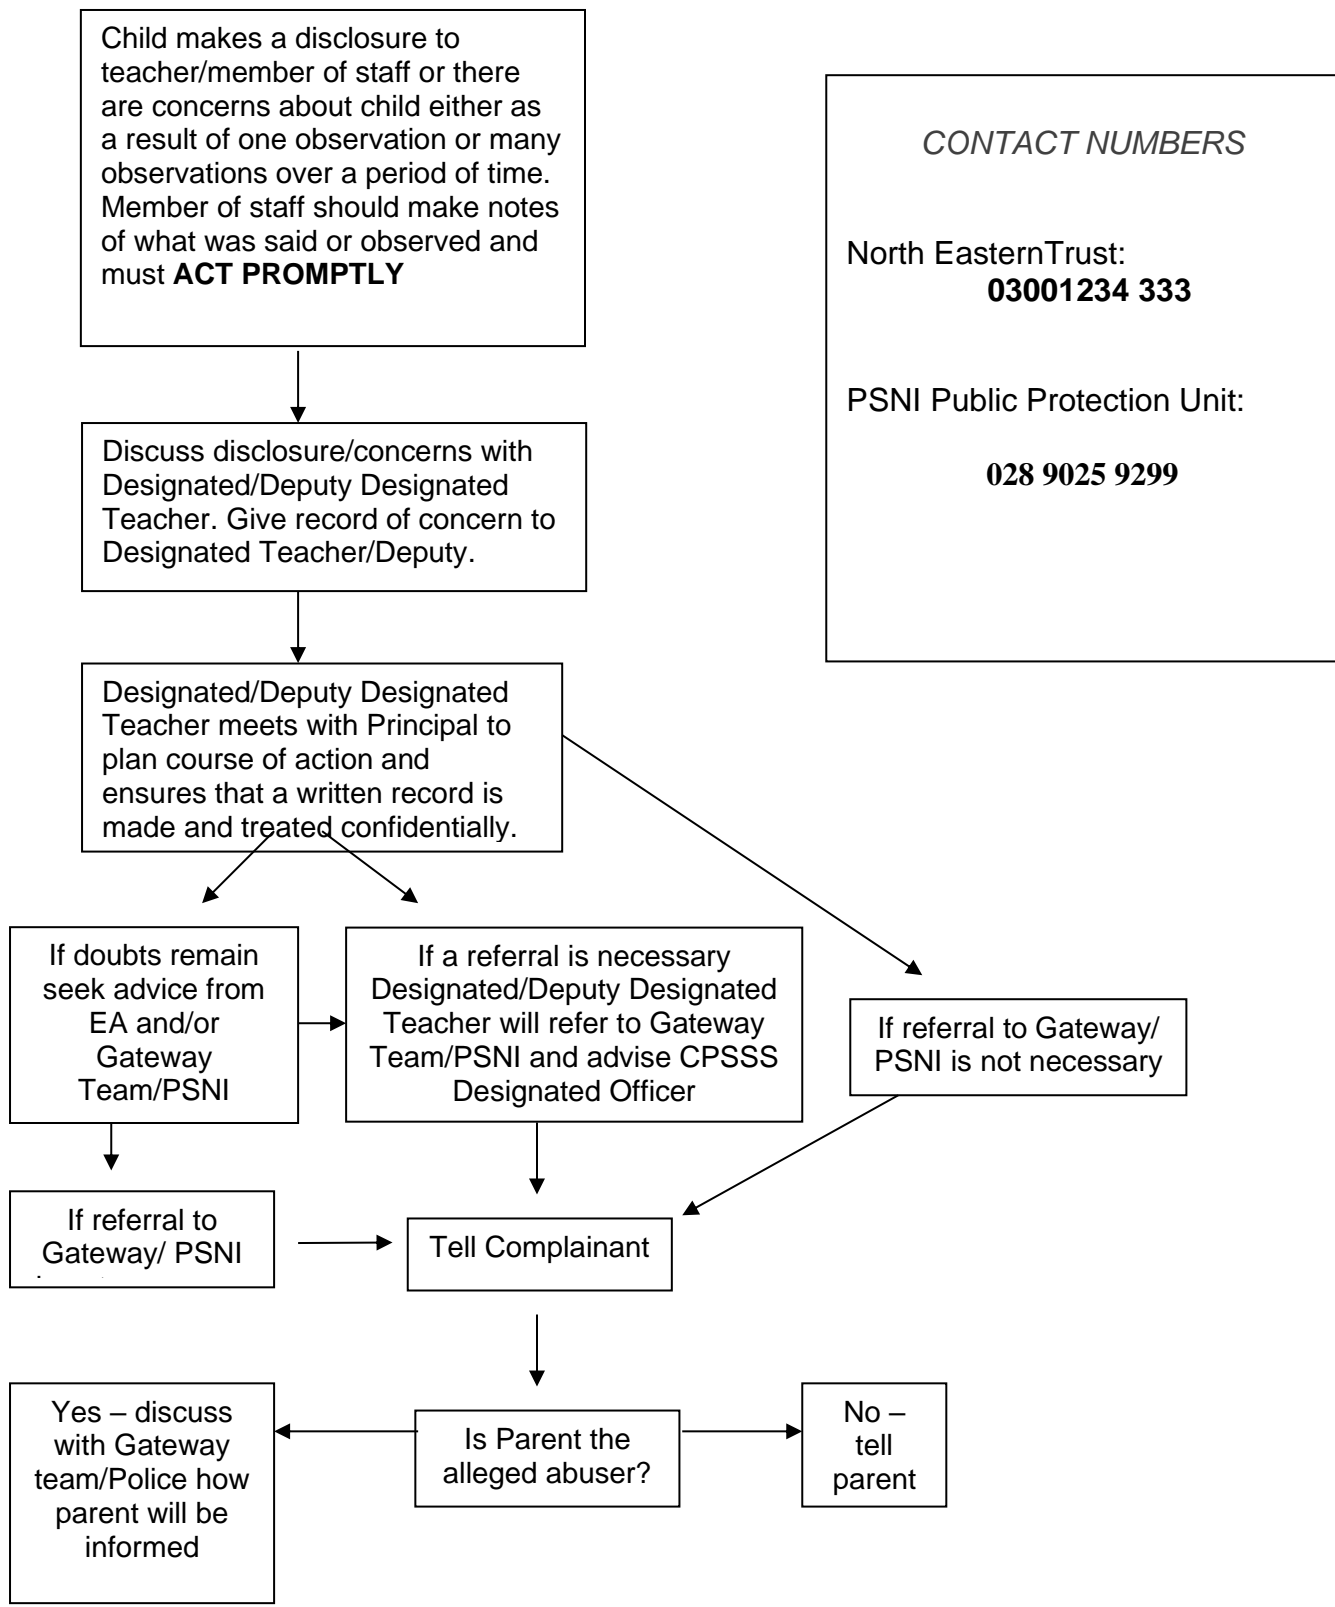 Child makes a disclosure to
teacher/member of staff or there
are concerns about child either as
a result of one observation or many
observations over a period of time.
Member of staff should make notes
of what was said or observed and
must ACT PROMPTLY
CONTACT NUMBERS
North EasternTrust:
03001234 333
PSNI Public Protection Unit:
028 9025 9299
Discuss disclosure/concerns with
Designated/Deputy Designated
Teacher. Give record of concern to
Designated Teacher/Deputy.
Designated/Deputy Designated
Teacher meets with Principal to
plan course of action and
ensures that a written record is
made and treated confidentially.
If doubts remain
seek advice from
EA and/or
Gateway
Team/PSNI
If a referral is necessary
Designated/Deputy Designated
Teacher will refer to Gateway
Team/PSNI and advise CPSSS
Designated Officer
If referral to Gateway/
PSNI is not necessary
If referral to
Gateway/ PSNI
Tell Complainant
Yes – discuss
with Gateway
team/Police how
parent will be
informed
Is Parent the
alleged abuser?
No –
tell
parent